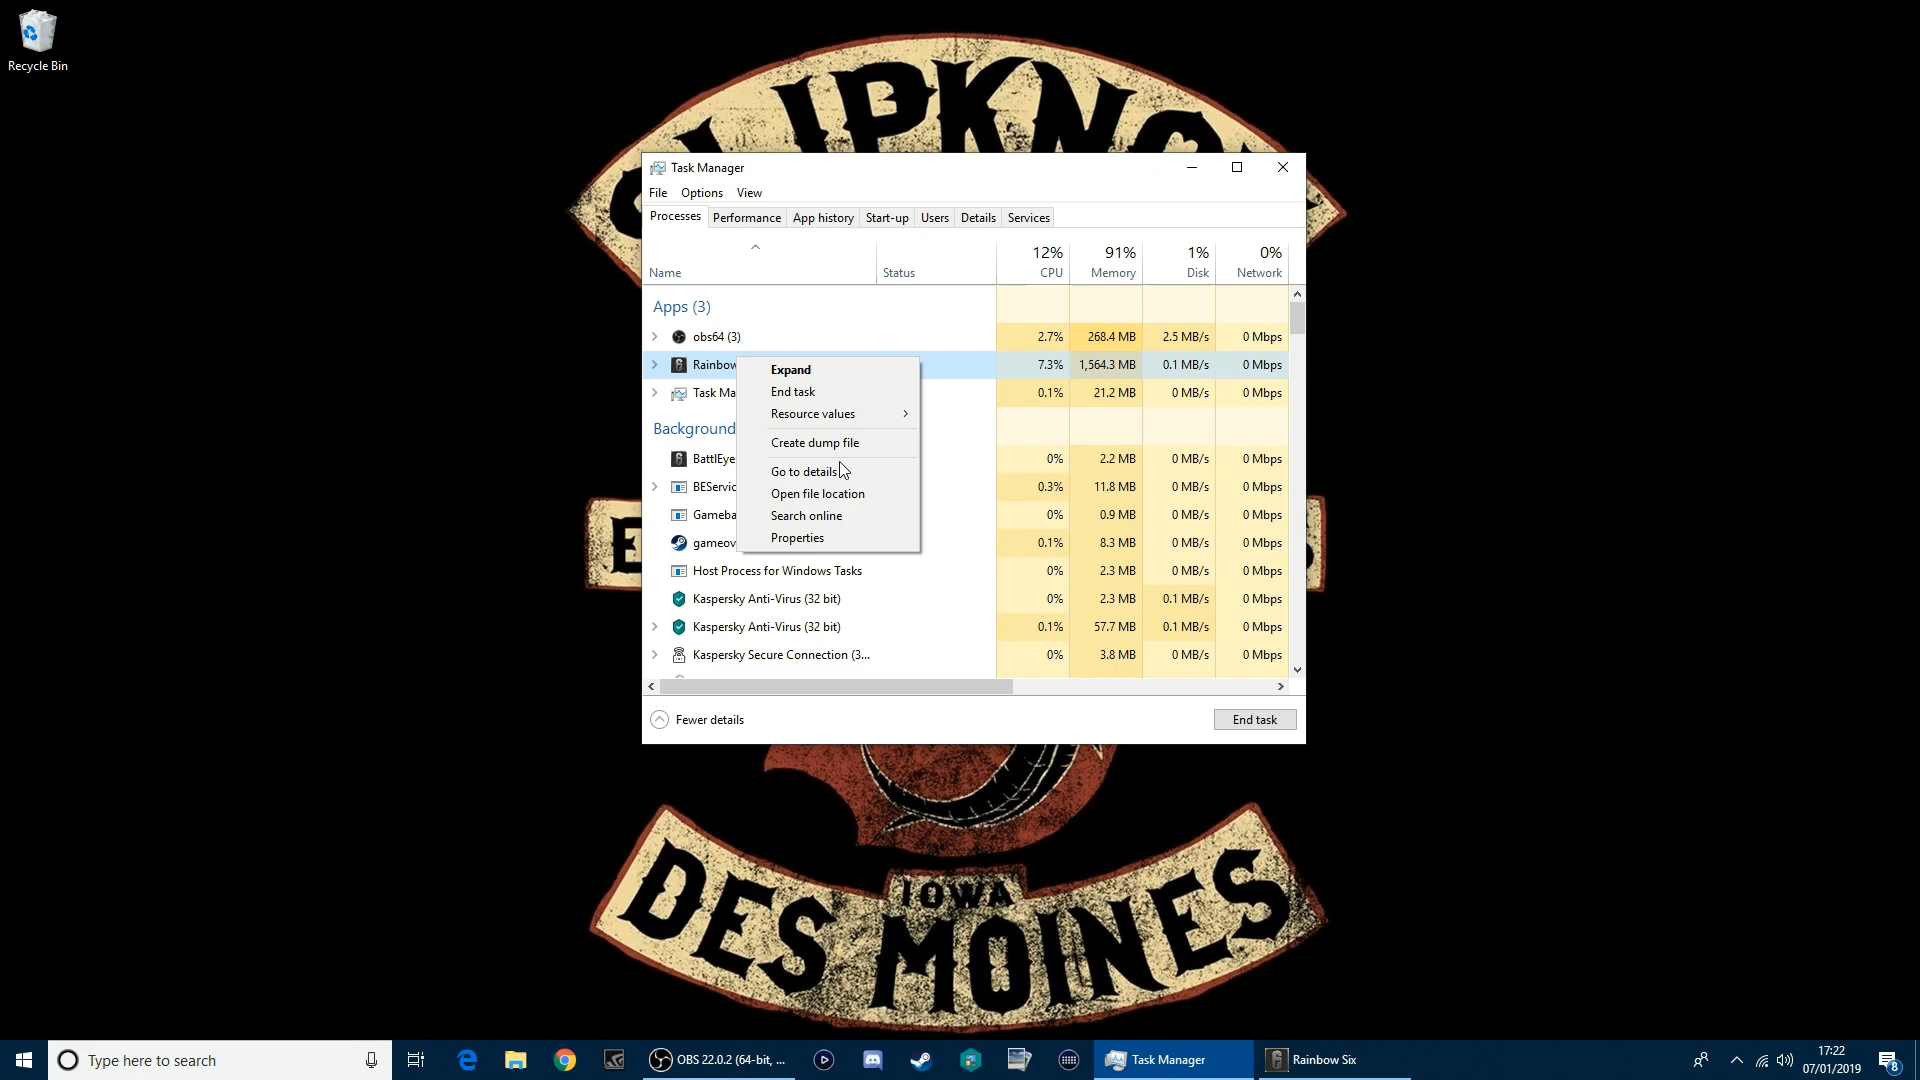 Recycle Bin
Task Manager
File Options View
Processes Performance App history Start-up Users Details Services
12% 91% 1% 0%
Name Status CPU Memory Disk Network
Apps (3)
obs64 (3) 2.7% 268.4 MB 2.5 MB/s 0 Mbps
Rainbow 7.3% 1,564.3 MB 0.1 MB/s 0 Mbps
Task Ma 0.1% 21.2 MB 0 MB/s 0 Mbps
Background
BattlEye 0% 2.2 MB 0 MB/s 0 Mbps
BEServic 0.3% 11.8 MB 0 MB/s 0 Mbps
Gameba 0% 0.9 MB 0 MB/s 0 Mbps
gameov 0.1% 8.3 MB 0 MB/s 0 Mbps
Host Process for Windows Tasks 0% 2.3 MB 0 MB/s 0 Mbps
Kaspersky Anti-Virus (32 bit) 0% 2.3 MB 0.1 MB/s 0 Mbps
Kaspersky Anti-Virus (32 bit) 0.1% 57.7 MB 0.1 MB/s 0 Mbps
Kaspersky Secure Connection (3... 0% 3.8 MB 0 MB/s 0 Mbps
Expand
End task
Resource values
Create dump file
Go to details
Open file location
Search online
Properties
Fewer details
End task
IOWA
DES MOINES
Type here to search
OBS 22.0.2 (64-bit, ...
Task Manager
Rainbow Six
17:22
07/01/2019
8